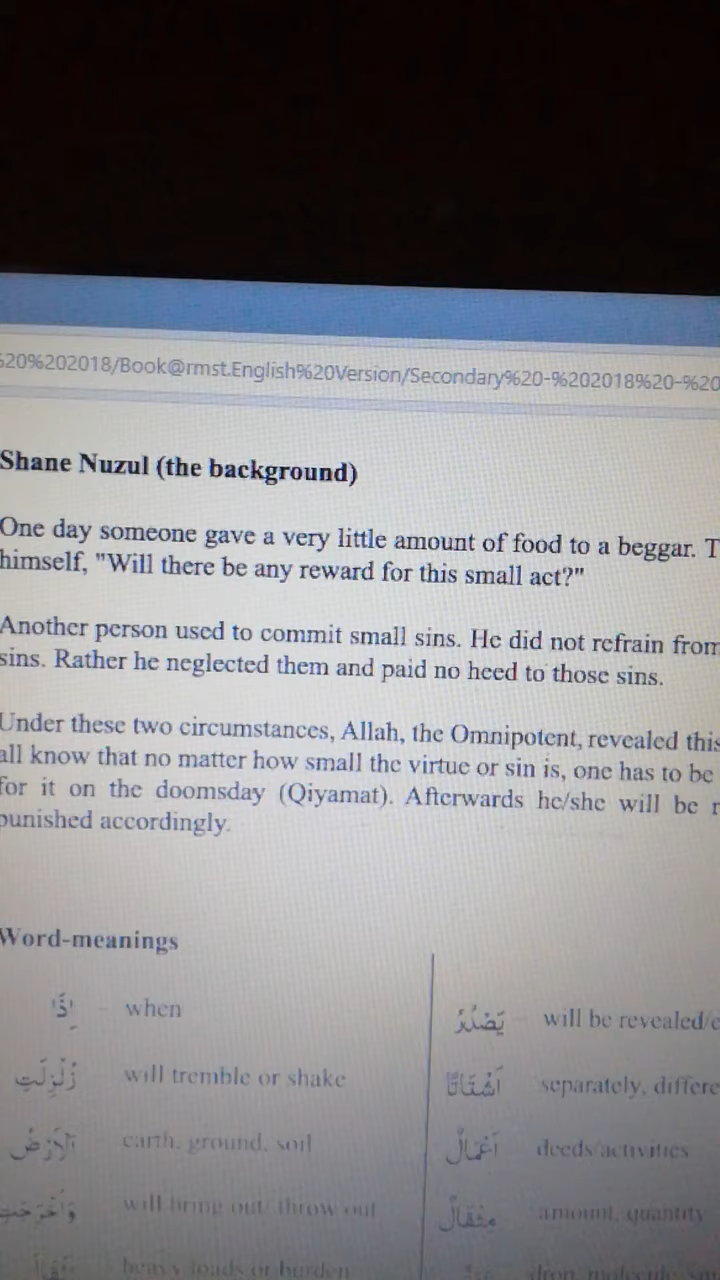 %20%202018/Book@rmst.English%20Version/Secondary%20-%202018%20-%20
Shane Nuzul (the background)
One day someone gave a very little amount of food to a beggar. T
himself, "Will there be any reward for this small act?"
Another person used to commit small sins. He did not refrain from
sins. Rather he neglected them and paid no heed to those sins.
Under these two circumstances, Allah, the Omnipotent, revealed this
all know that no matter how small the virtue or sin is, one has to be
for it on the doomsday (Qiyamat). Afterwards he/she will be r
punished accordingly.
Word-meanings
إِذَا - when
يَصْدُرُ - will be revealed/
زُلْزِلَتِ will tremble or shake
أَشْتَاتًا separately, differe
الْأَرْضُ earth, ground, soil
أَعْمَالٌ deeds/activities
وَأَخْرَجَتِ will bring out/ throw out
مِثْقَالٌ amount, quantity
heavy loads or burden